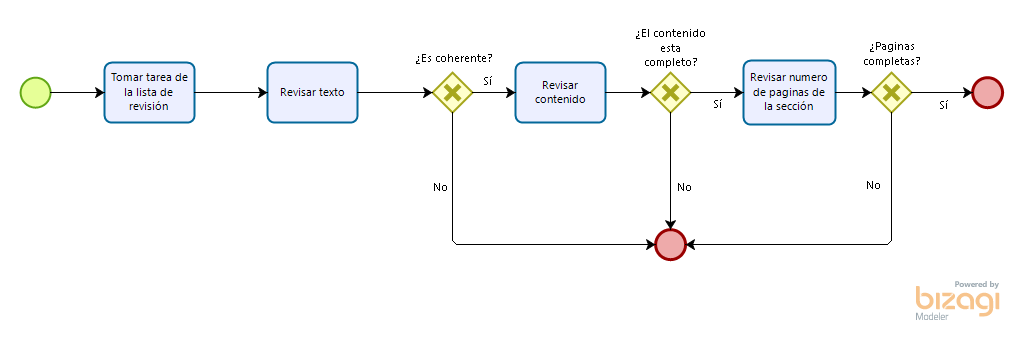 Tomar tarea de
la lista de
revisión
Revisar texto
¿Es coherente?
Sí
No
Revisar
contenido
¿El contenido
esta
completo?
Sí
No
Revisar numero
de paginas de
la sección
¿Paginas
completas?
Sí
No
Powered by
bizagi
Modeler